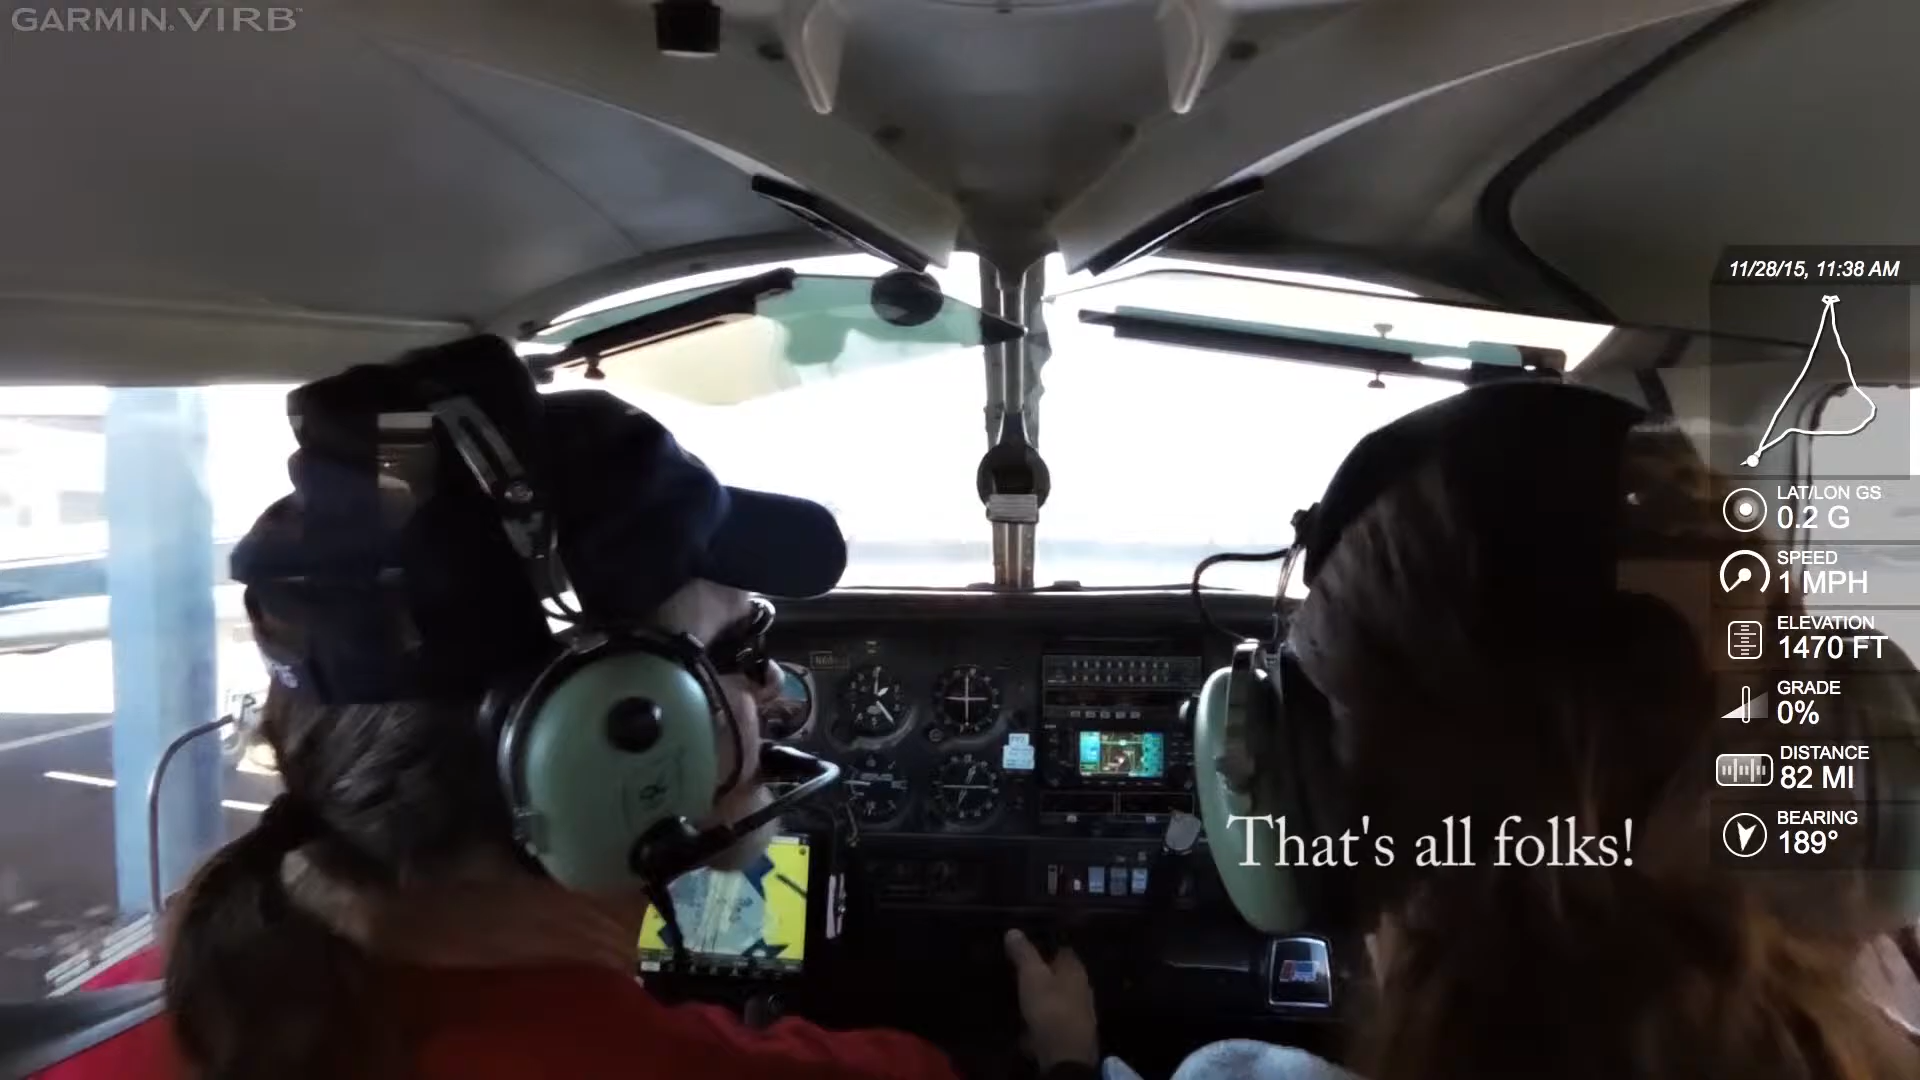 GARMIN.VIRB™
11/28/15, 11:38 AM
LAT/LON GS
0.2 G
SPEED
1 MPH
ELEVATION
1470 FT
GRADE
0%
DISTANCE
82 MI
BEARING
189°
That's all folks!